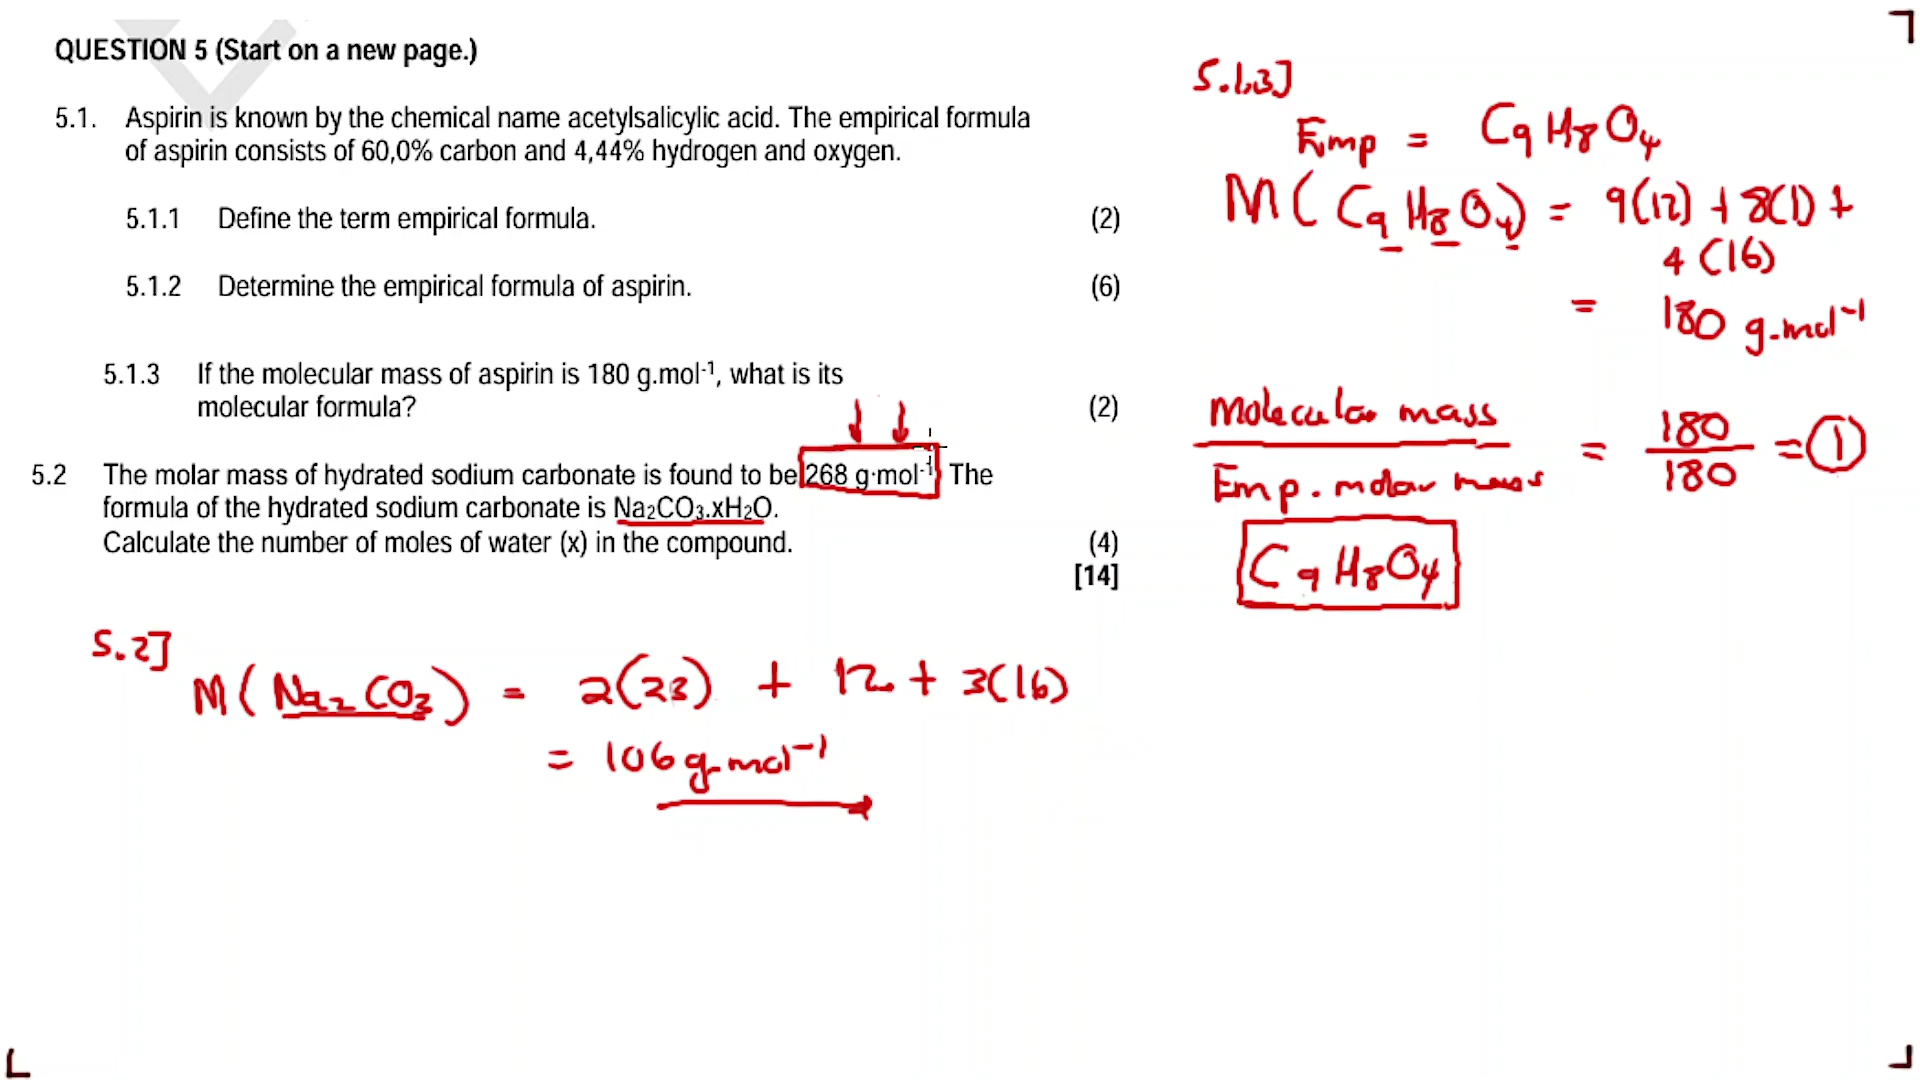 QUESTION 5 (Start on a new page.)
5.1. Aspirin is known by the chemical name acetylsalicylic acid. The empirical formula
of aspirin consists of 60,0% carbon and 4,44% hydrogen and oxygen.
5.1.1 Define the term empirical formula. (2)
5.1.2 Determine the empirical formula of aspirin. (6)
5.1.3 If the molecular mass of aspirin is 180 g.mol⁻¹, what is its
molecular formula? (2)
5.2 The molar mass of hydrated sodium carbonate is found to be 268 g·mol⁻¹. The
formula of the hydrated sodium carbonate is Na₂CO₃.xH₂O.
Calculate the number of moles of water (x) in the compound. (4)
[14]
5.2]
M(Na₂CO₃) = 2(23) + 12 + 3(16)
= 106 g.mol⁻¹
5.1.3]
Emp = C₉H₈O₄
M(C₉H₈O₄) = 9(12) + 8(1) +
4(16)
= 180 g.mol⁻¹
Molecular mass = 180 = 1
Emp. molar mass 180
C₉H₈O₄